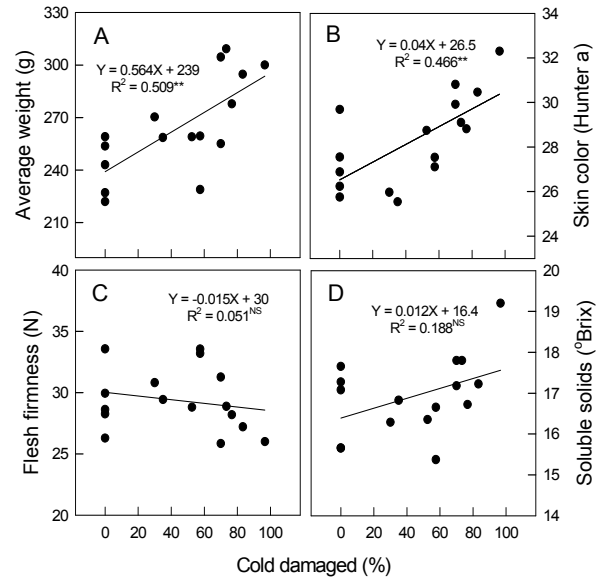 A
Y = 0.564X + 239
R² = 0.509**
Average weight (g)
330
300
270
240
210
B
Y = 0.04X + 26.5
R² = 0.466**
34
32
30
28
26
24
Skin color (Hunter a)
C
Y = -0.015X + 30
R² = 0.051ᴺˢ
Flesh firmness (N)
40
35
30
25
20
0 20 40 60 80 100
D
Y = 0.012X + 16.4
R² = 0.188ᴺˢ
20
19
18
17
16
15
14
Soluble solids (°Brix)
0 20 40 60 80 100
Cold damaged (%)